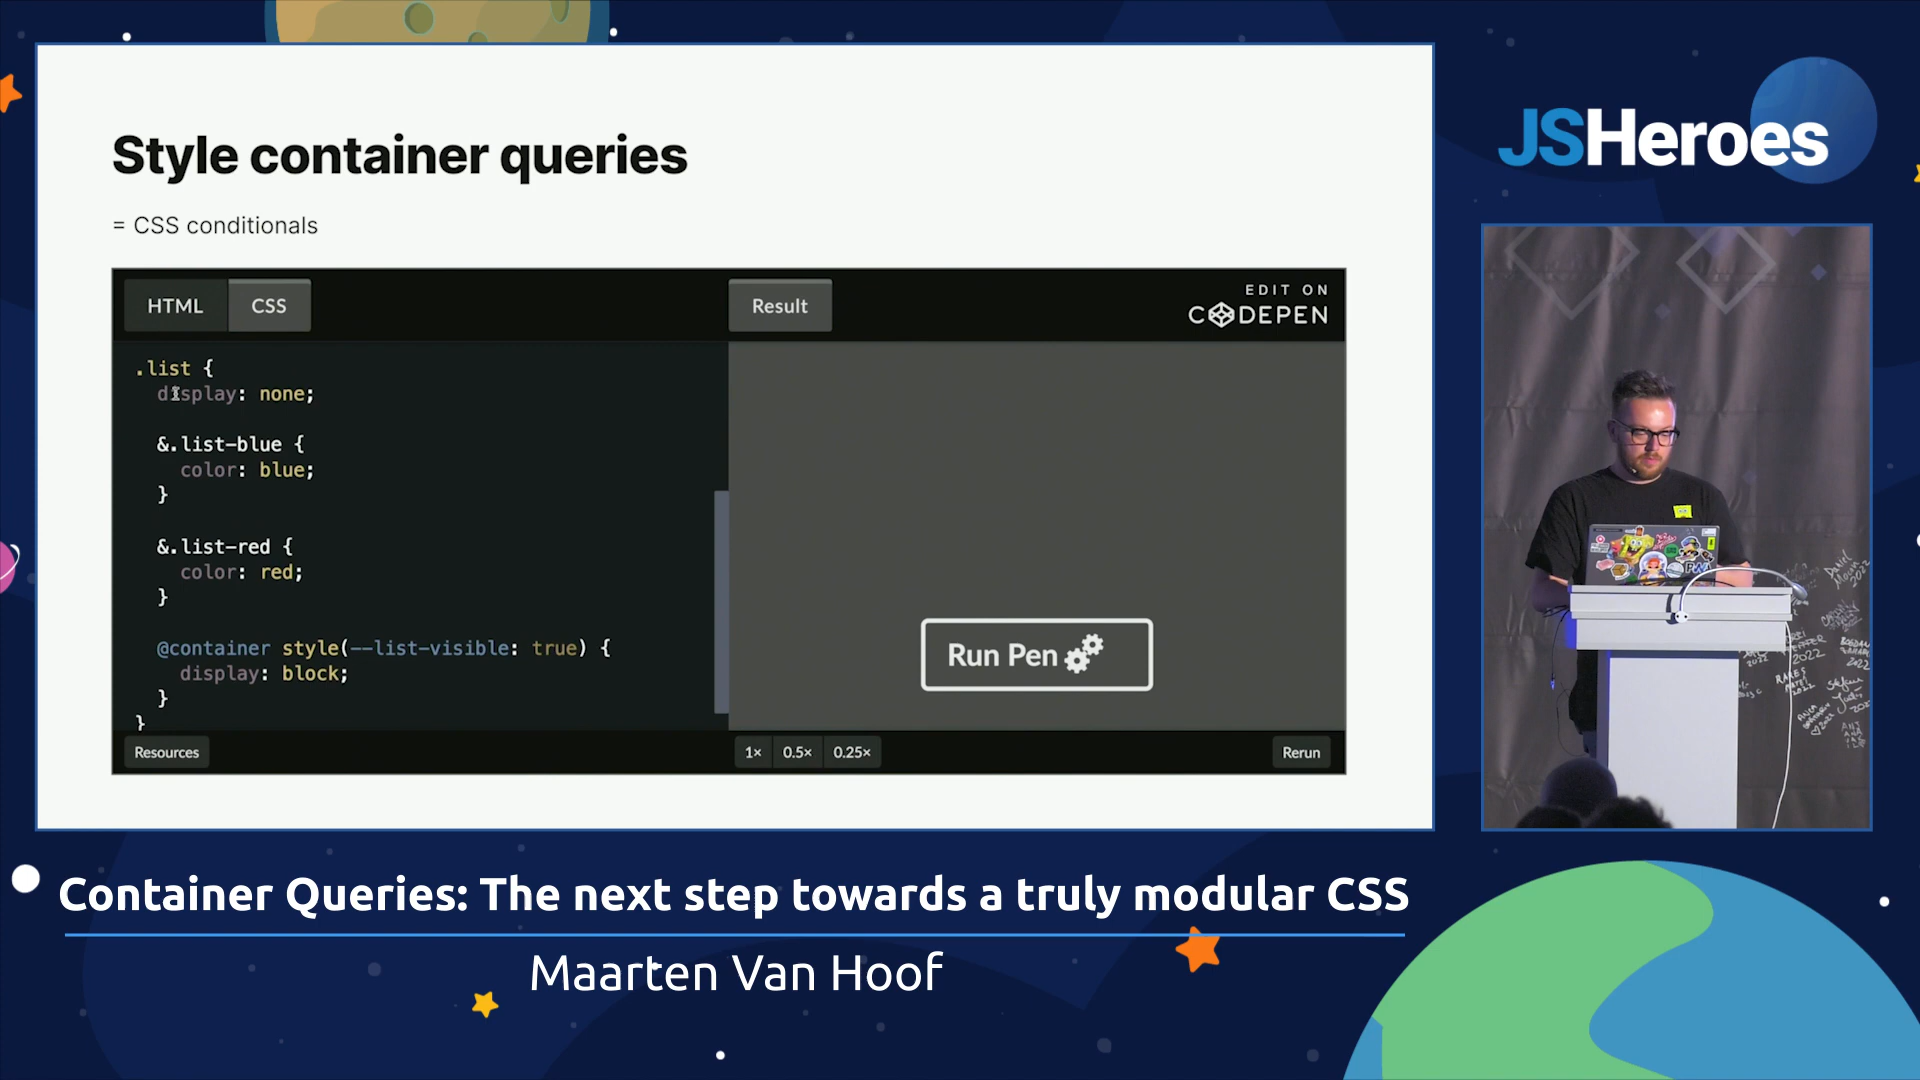 Style container queries
= CSS conditionals
HTML CSS
Result
EDIT ON
CODEPEN
.list {
display: none;
&.list-blue {
color: blue;
}
&.list-red {
color: red;
}
@container style(--list-visible: true) {
display: block;
}
}
Run Pen
Resources
1× 0.5× 0.25×
Rerun
JSHeroes
Container Queries: The next step towards a truly modular CSS
Maarten Van Hoof